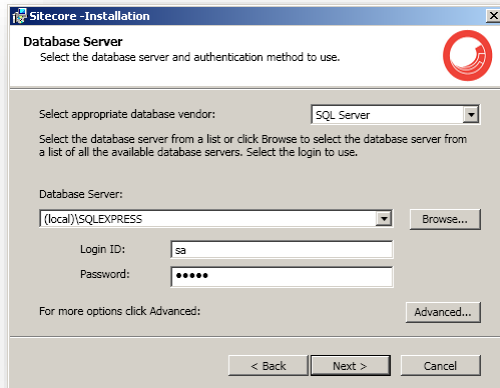 Sitecore -Installation
Database Server
Select the database server and authentication method to use.
Select appropriate database vendor: SQL Server
Select the database server from a list or click Browse to select the database server from
a list of all the available database servers. Select the login to use.
Database Server:
(local)\SQLEXPRESS Browse...
Login ID: sa
Password: •••••
For more options click Advanced: Advanced...
< Back Next > Cancel